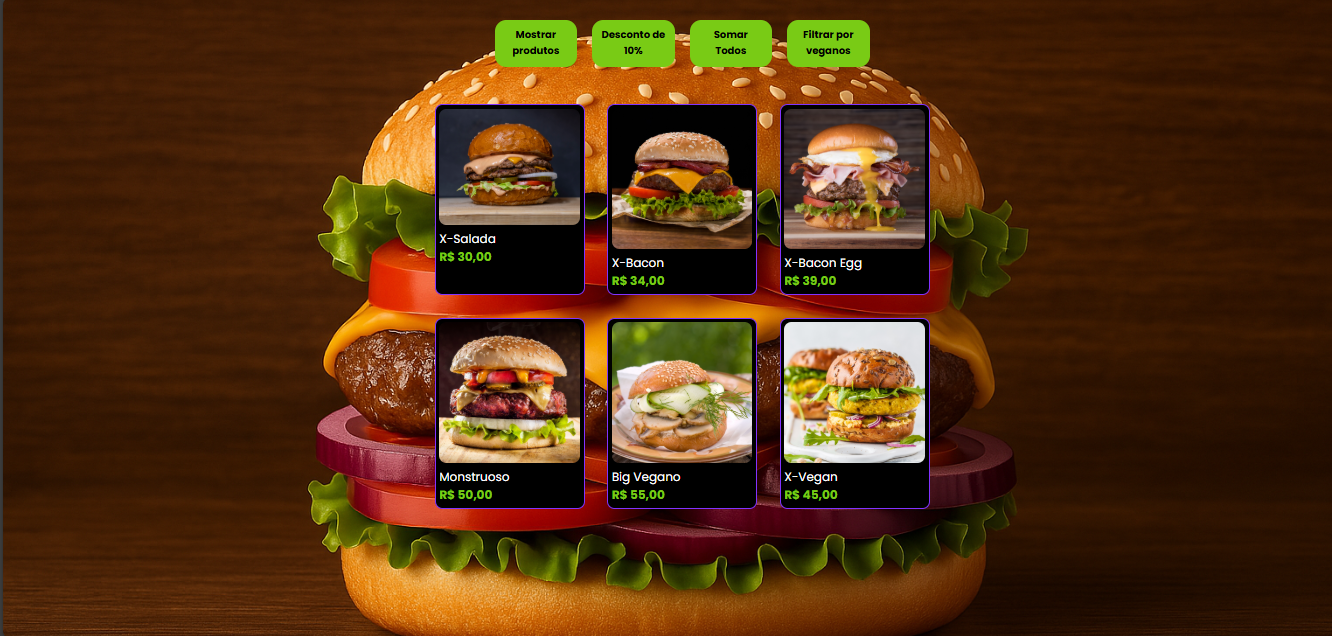 Mostrar
produtos
Desconto de
10%
Somar
Todos
Filtrar por
veganos
X-Salada
R$ 30,00
X-Bacon
R$ 34,00
X-Bacon Egg
R$ 39,00
Monstruoso
R$ 50,00
Big Vegano
R$ 55,00
X-Vegan
R$ 45,00